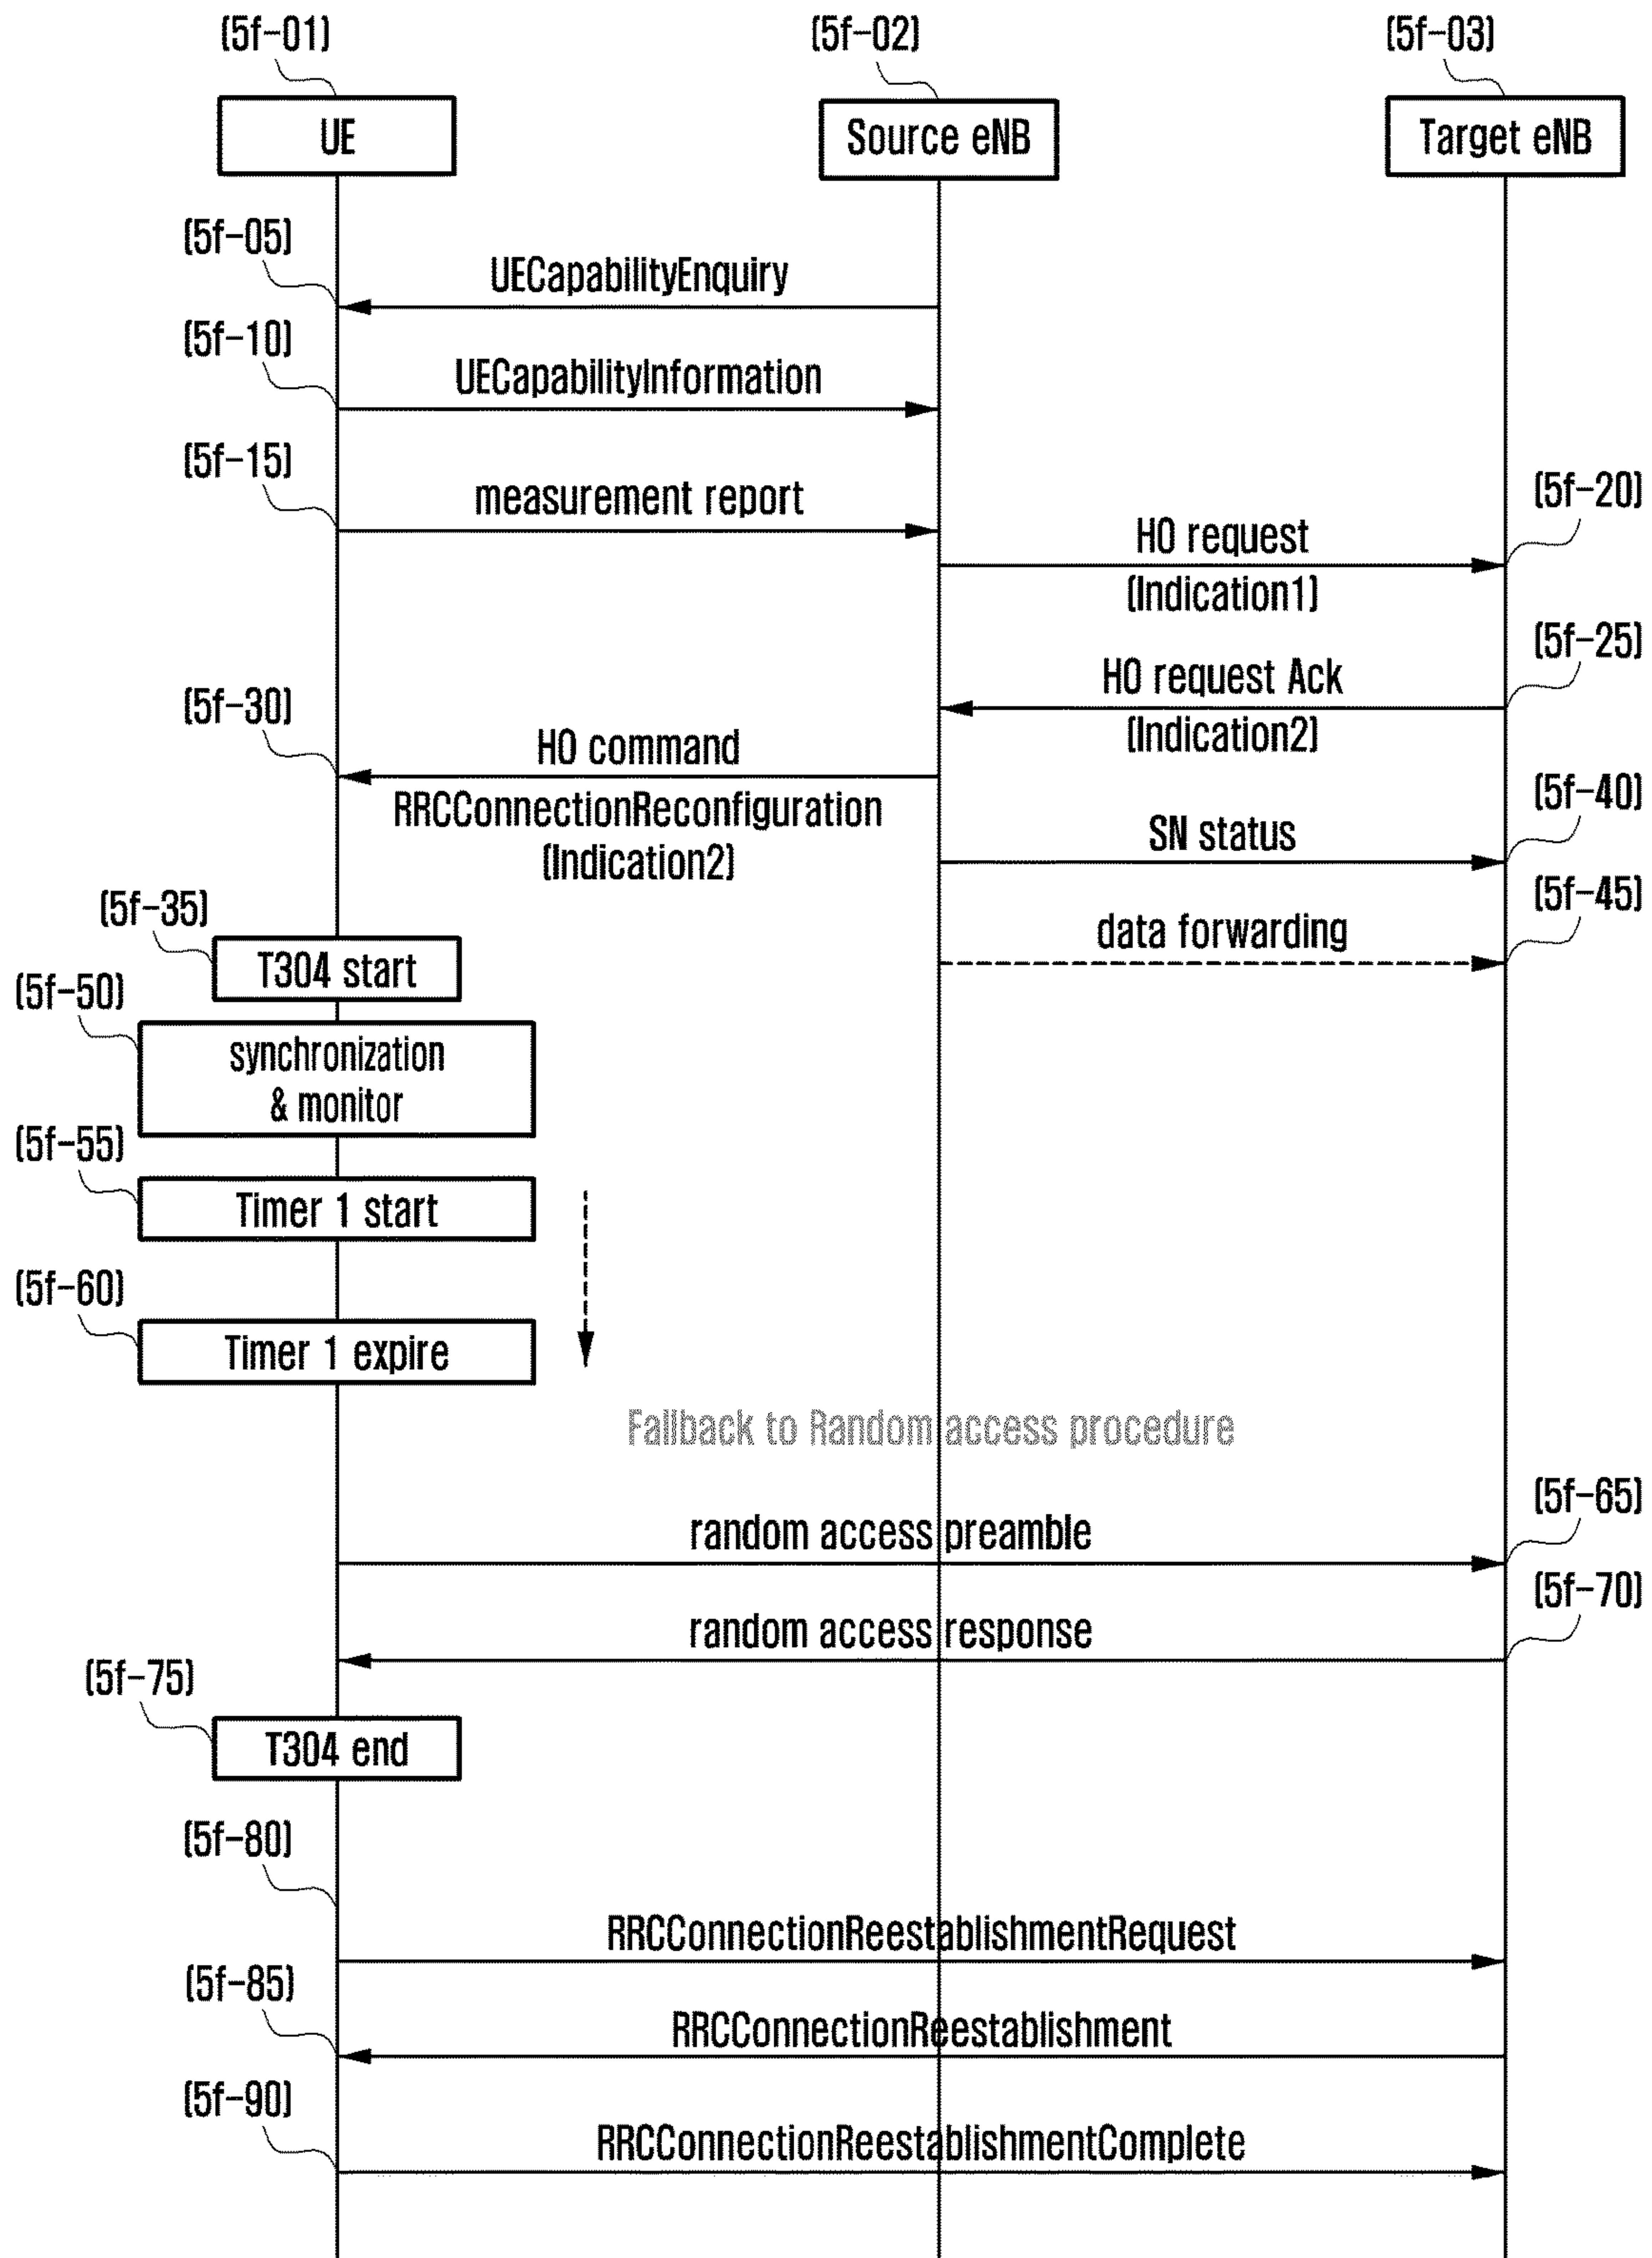 (5f-01)
(5f-02)
(5f-03)
UE
Source eNB
Target eNB
(5f-05)
UECapabilityEnquiry
(5f-10)
UECapabilityInformation
(5f-15)
measurement report
(5f-20)
HO request
(Indication1)
(5f-25)
HO request Ack
(Indication2)
(5f-30)
HO command
RRCConnectionReconfiguration
(Indication2)
(5f-40)
SN status
(5f-45)
data forwarding
(5f-35)
T304 start
(5f-50)
synchronization
& monitor
(5f-55)
Timer 1 start
(5f-60)
Timer 1 expire
Fallback to Random access procedure
(5f-65)
random access preamble
(5f-70)
random access response
(5f-75)
T304 end
(5f-80)
RRCConnectionReestablishmentRequest
(5f-85)
RRCConnectionReestablishment
(5f-90)
RRCConnectionReestablishmentComplete